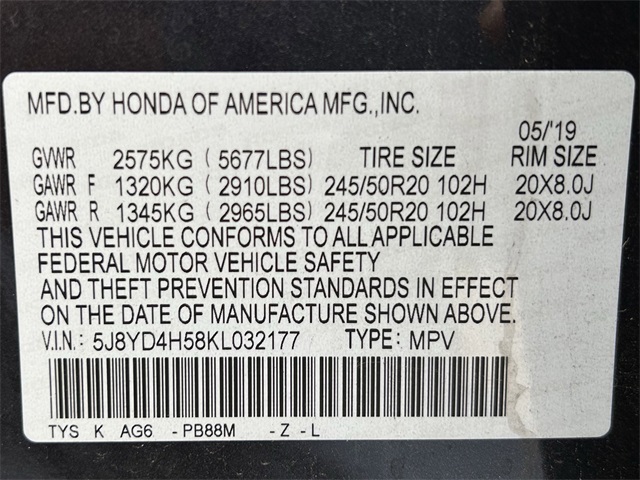 MFD.BY HONDA OF AMERICA MFG.,INC.
05/'19
GVWR 2575KG ( 5677LBS) TIRE SIZE RIM SIZE
GAWR F 1320KG ( 2910LBS) 245/50R20 102H 20X8.0J
GAWR R 1345KG ( 2965LBS) 245/50R20 102H 20X8.0J
THIS VEHICLE CONFORMS TO ALL APPLICABLE
FEDERAL MOTOR VEHICLE SAFETY
AND THEFT PREVENTION STANDARDS IN EFFECT
ON THE DATE OF MANUFACTURE SHOWN ABOVE.
V.I.N.: 5J8YD4H58KL032177 TYPE: MPV
TYS K AG6 -PB88M -Z -L